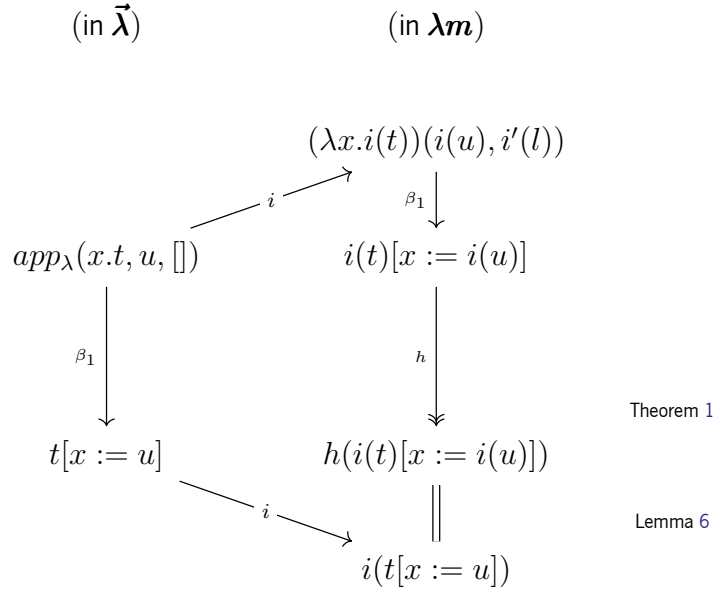 (in λ⃗) (in λm)
(λx.i(t))(i(u), i′(l))
i β₁
app_λ(x.t, u, []) i(t)[x := i(u)]
β₁ h
Theorem 1
t[x := u] h(i(t)[x := i(u)])
i Lemma 6
i(t[x := u])